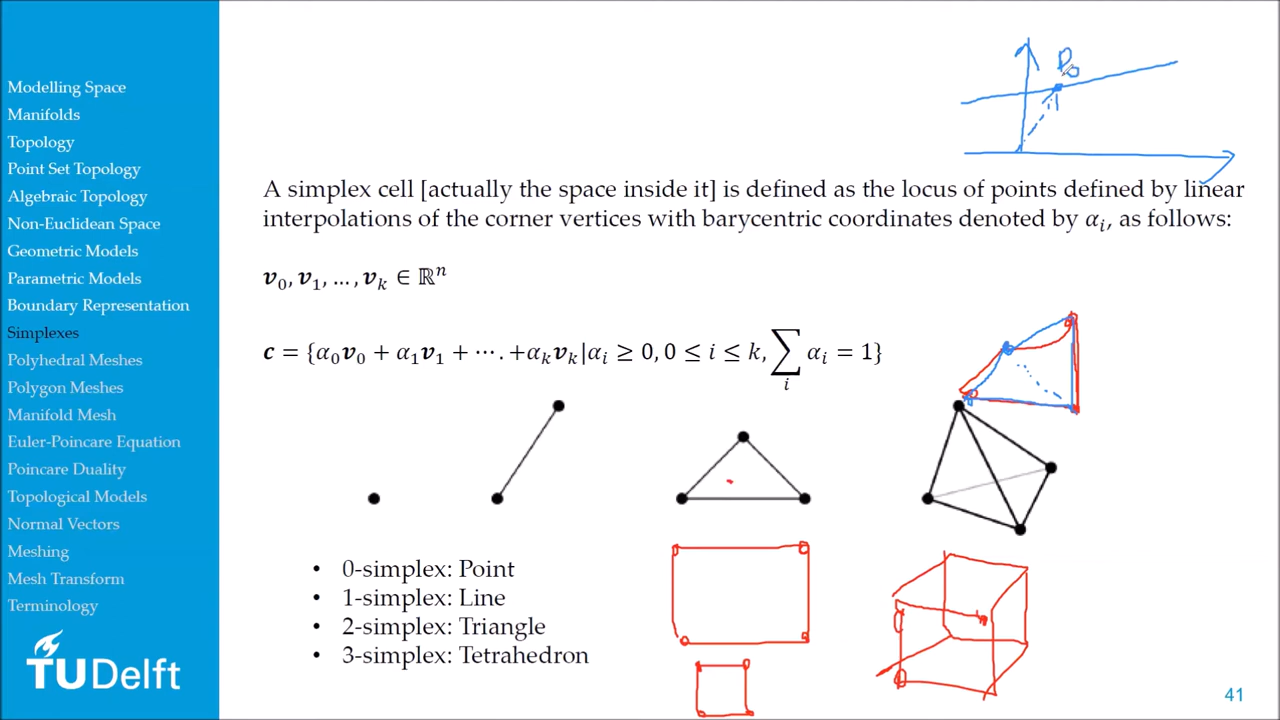 Modelling Space
Manifolds
Topology
Point Set Topology
Algebraic Topology
Non-Euclidean Space
Geometric Models
Parametric Models
Boundary Representation
Simplexes
Polyhedral Meshes
Polygon Meshes
Manifold Mesh
Euler-Poincare Equation
Poincare Duality
Topological Models
Normal Vectors
Meshing
Mesh Transform
Terminology
TUDelft
P0
A simplex cell [actually the space inside it] is defined as the locus of points defined by linear
interpolations of the corner vertices with barycentric coordinates denoted by αᵢ, as follows:
𝒗₀, 𝒗₁, … , 𝒗ₖ ∈ ℝⁿ
𝒄 = {α₀𝒗₀ + α₁𝒗₁ + ⋯ . +αₖ𝒗ₖ|αᵢ ≥ 0, 0 ≤ i ≤ k, ∑ᵢ αᵢ = 1}
• 0-simplex: Point
• 1-simplex: Line
• 2-simplex: Triangle
• 3-simplex: Tetrahedron
41